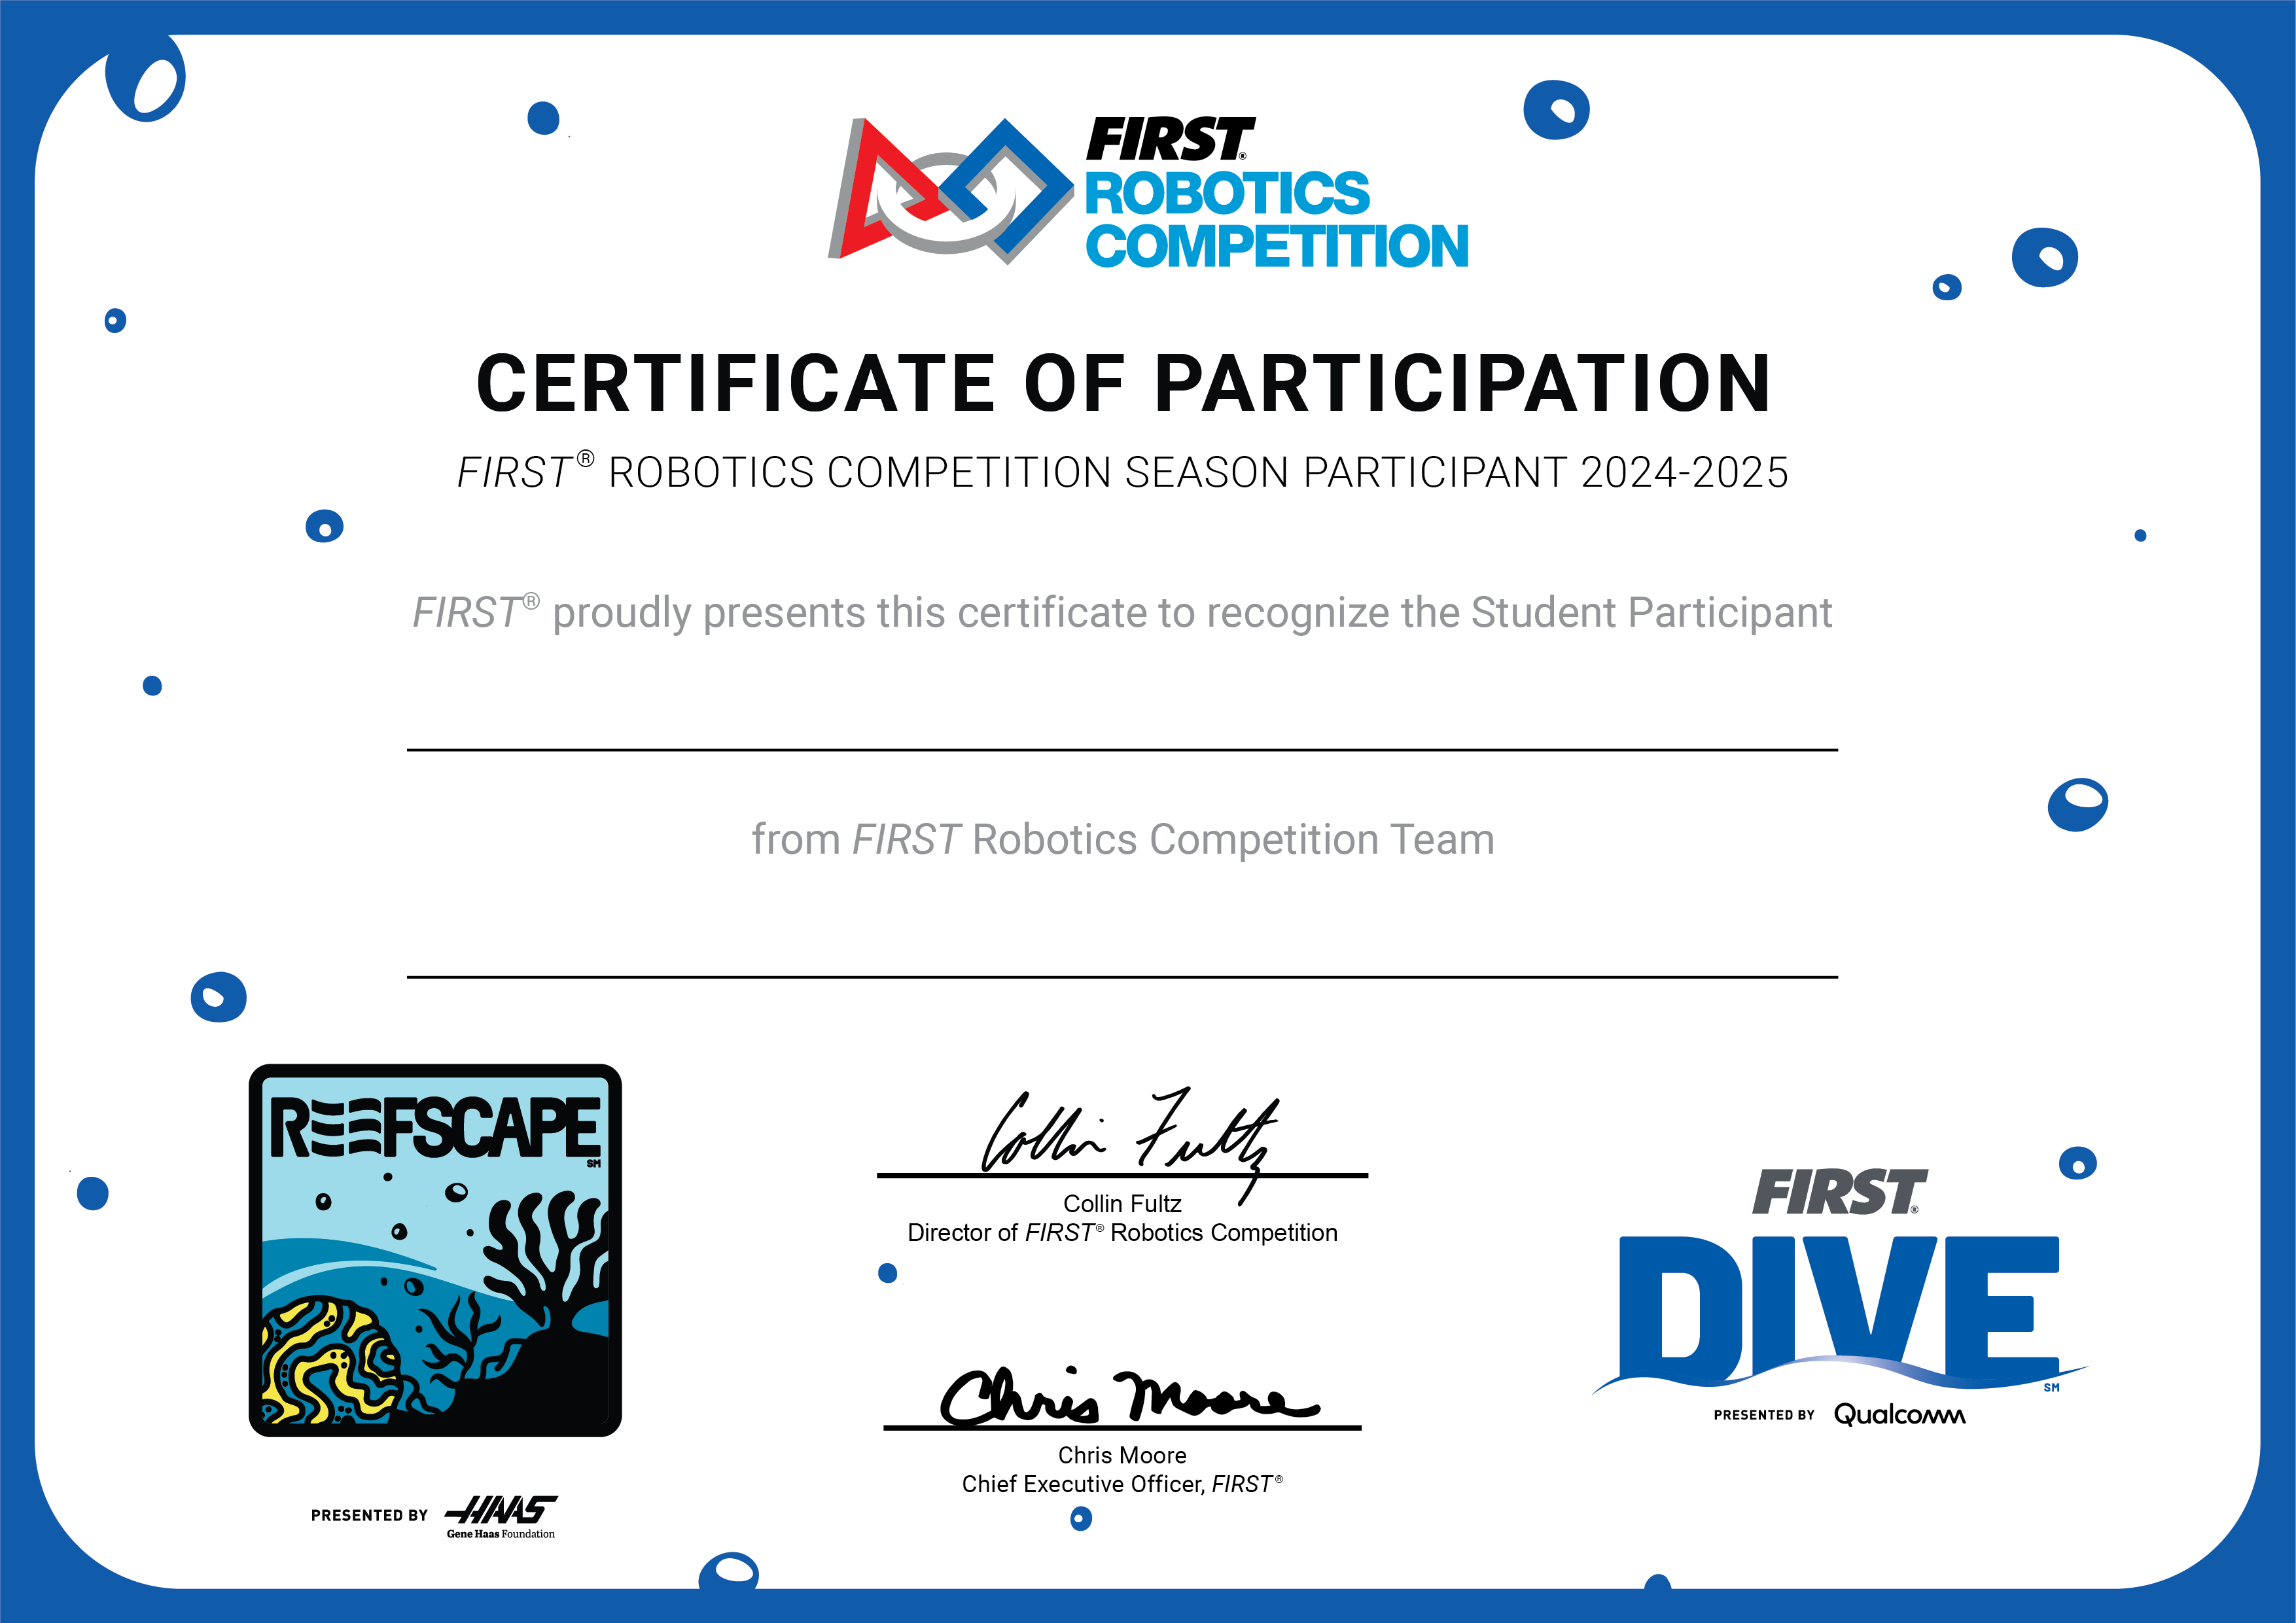 FIRST®
ROBOTICS
COMPETITION
CERTIFICATE OF PARTICIPATION
FIRST® ROBOTICS COMPETITION SEASON PARTICIPANT 2024-2025
FIRST® proudly presents this certificate to recognize the Student Participant
from FIRST Robotics Competition Team
REEFSCAPE
SM
PRESENTED BY HAAS
Gene Haas Foundation
Collin Fultz
Collin Fultz
Director of FIRST® Robotics Competition
Chris Moore
Chris Moore
Chief Executive Officer, FIRST®
FIRST®
DIVE
SM
PRESENTED BY Qualcomm